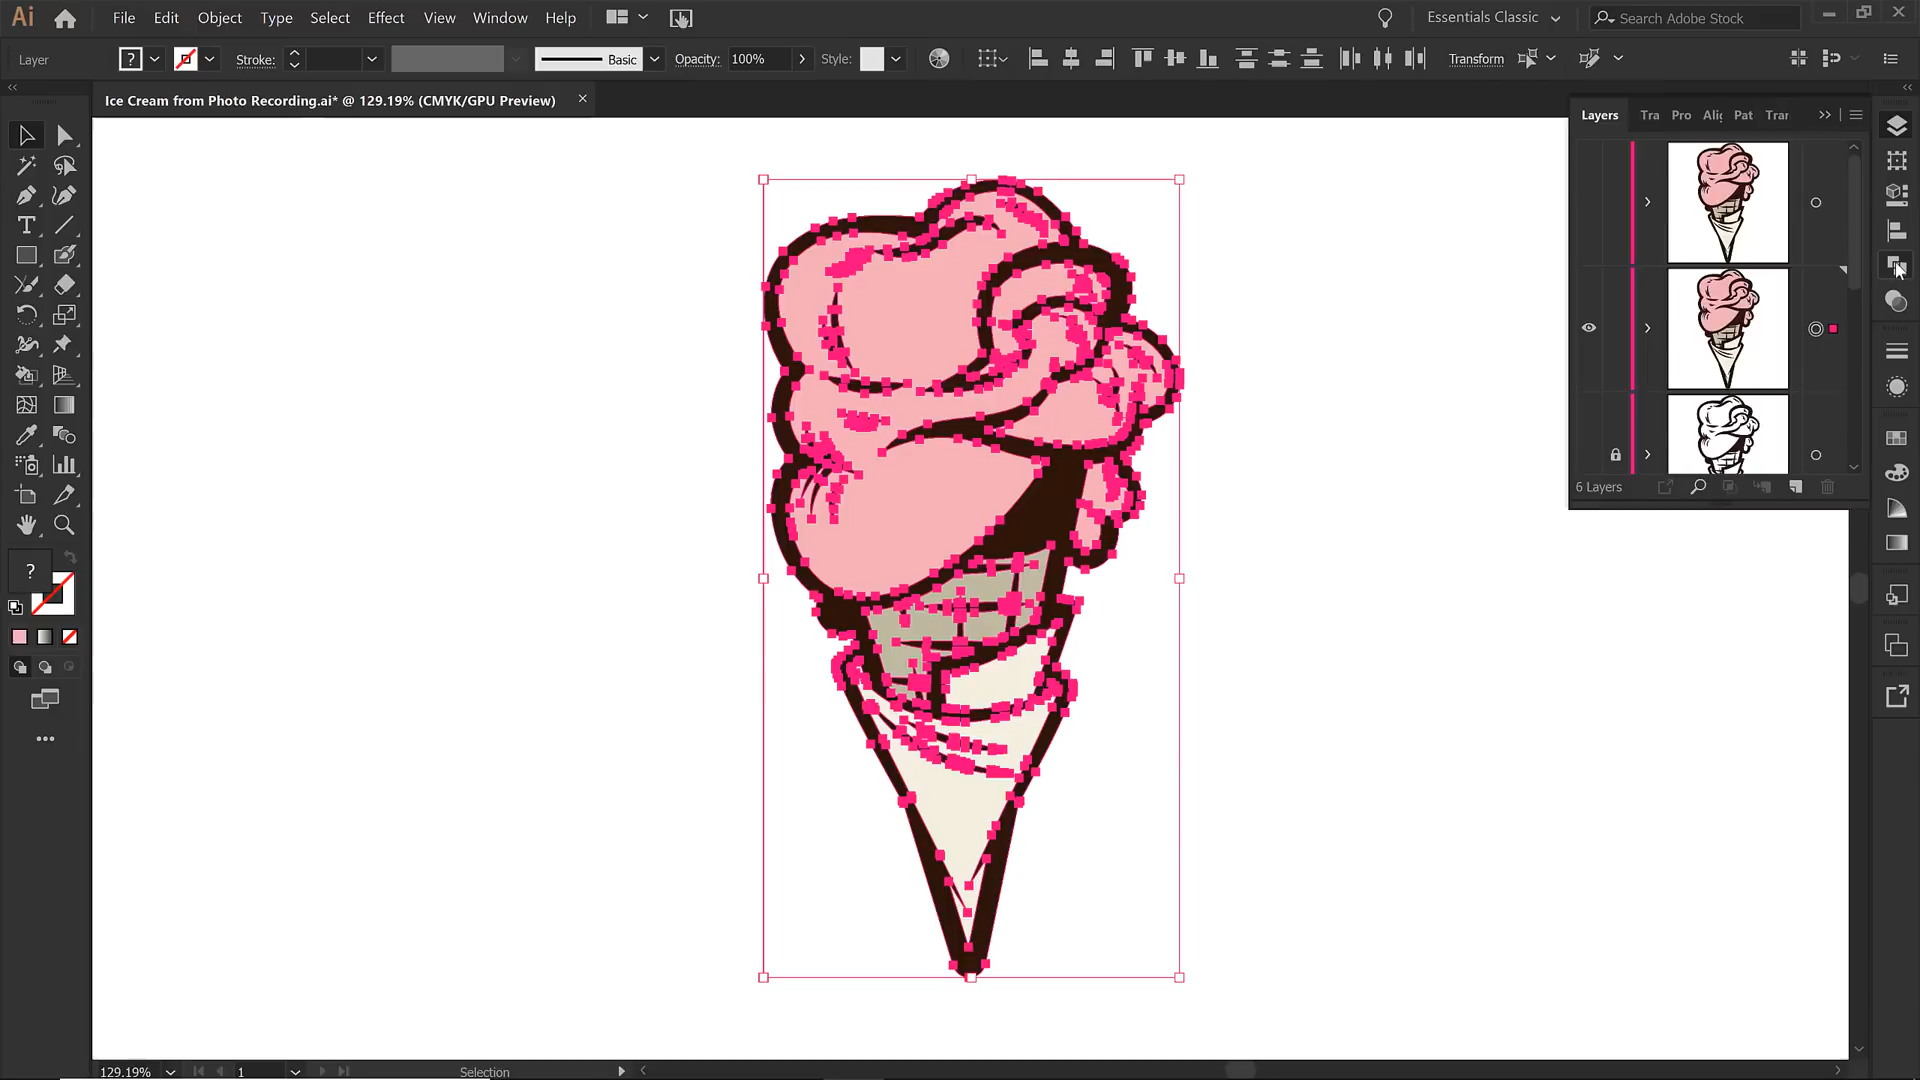 Ai File Edit Object Type Select Effect View Window Help Essentials Classic Search Adobe Stock
Layer ? Stroke: Basic Opacity: 100% Style: Transform
Ice Cream from Photo Recording.ai* @ 129.19% (CMYK/GPU Preview)
Layers Tra Pro Alig Pat Tran
6 Layers
?
129.19% 1 Selection